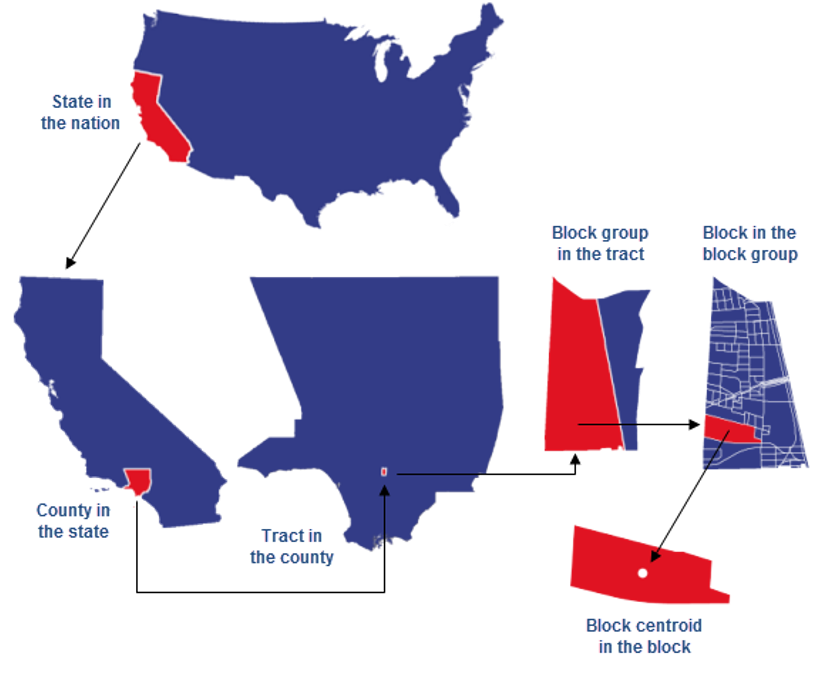 State in
the nation
Block group
in the tract
Block in the
block group
County in
the state
Tract in
the county
Block centroid
in the block